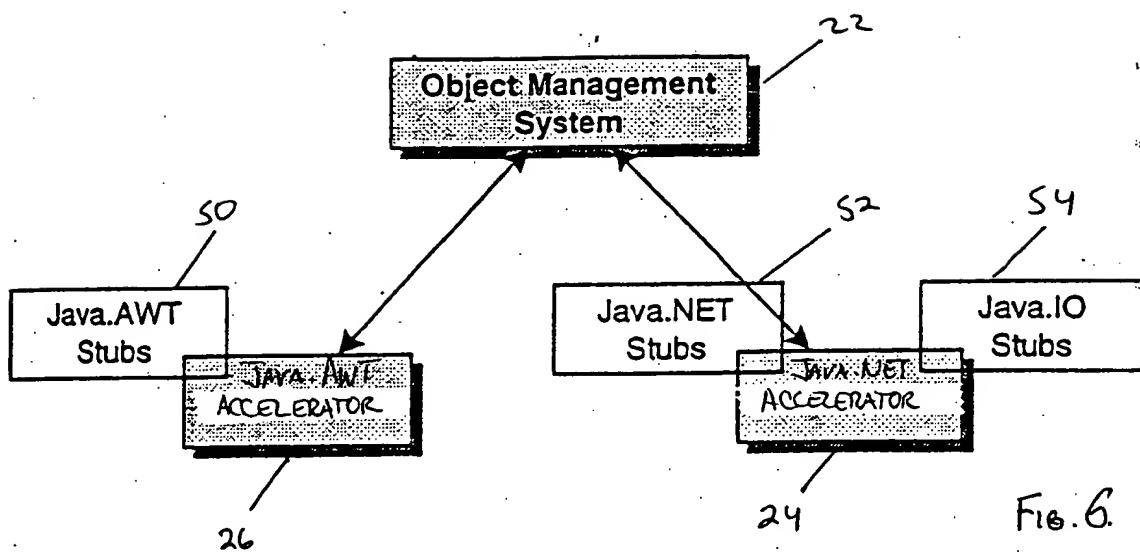 22
Object Management
System
50
52
54
Java.AWT
Stubs
Java.NET
Stubs
Java.IO
Stubs
JAVA.AWT
ACCELERATOR
JAVA.NET
ACCELERATOR
26
24
FIG. 6.